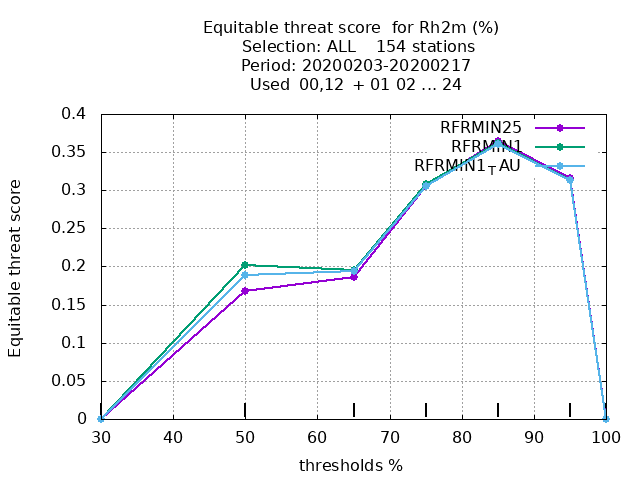 Equitable threat score  for Rh2m (%)
Selection: ALL    154 stations
Period: 20200203-20200217
Used  00,12  + 01 02 ... 24
0.4
0.35
0.3
0.25
0.2
0.15
0.1
0.05
0
Equitable threat score
RFRMIN25
RFRMIN1
RFRMIN1TAU
30 40 50 60 70 80 90 100
thresholds %